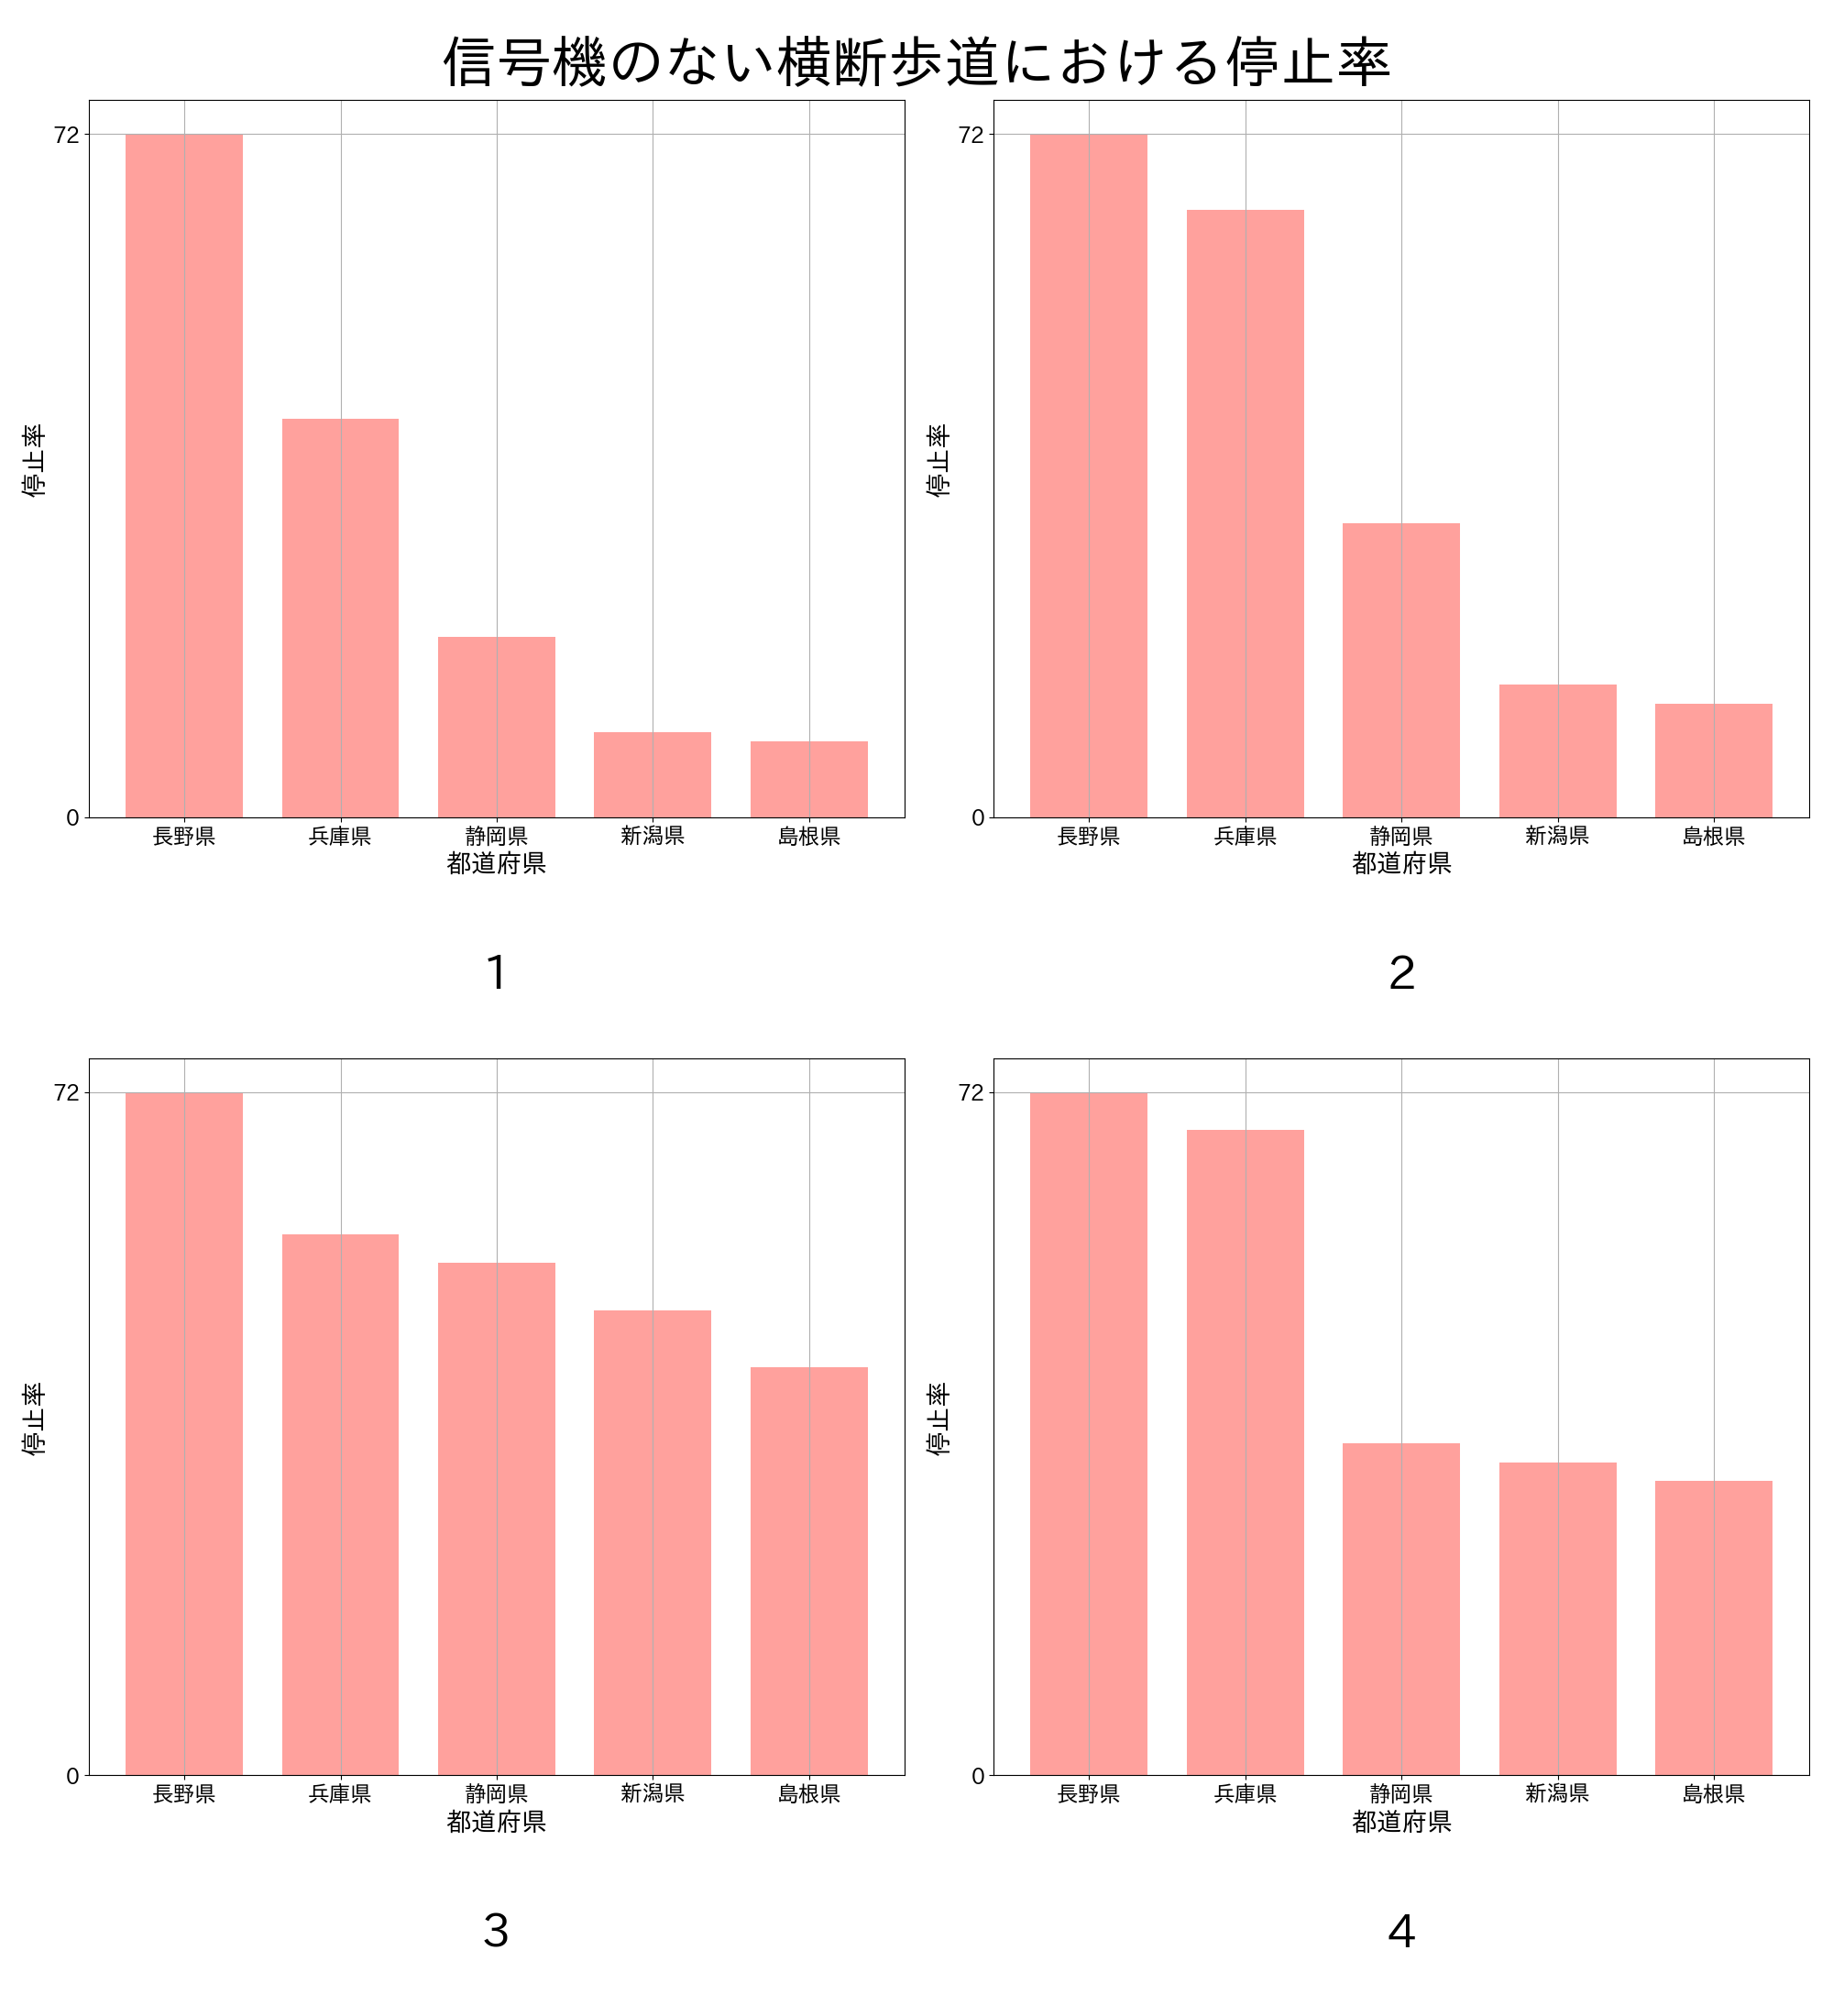 信号機のない横断歩道における停止率
72
停止率
0
長野県 兵庫県 静岡県 新潟県 島根県
都道府県
1
72
停止率
0
長野県 兵庫県 静岡県 新潟県 島根県
都道府県
2
72
停止率
0
長野県 兵庫県 静岡県 新潟県 島根県
都道府県
3
72
停止率
0
長野県 兵庫県 静岡県 新潟県 島根県
都道府県
4